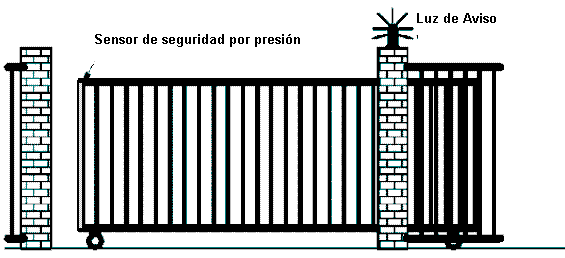 Luz de Aviso
Sensor de seguridad por presión